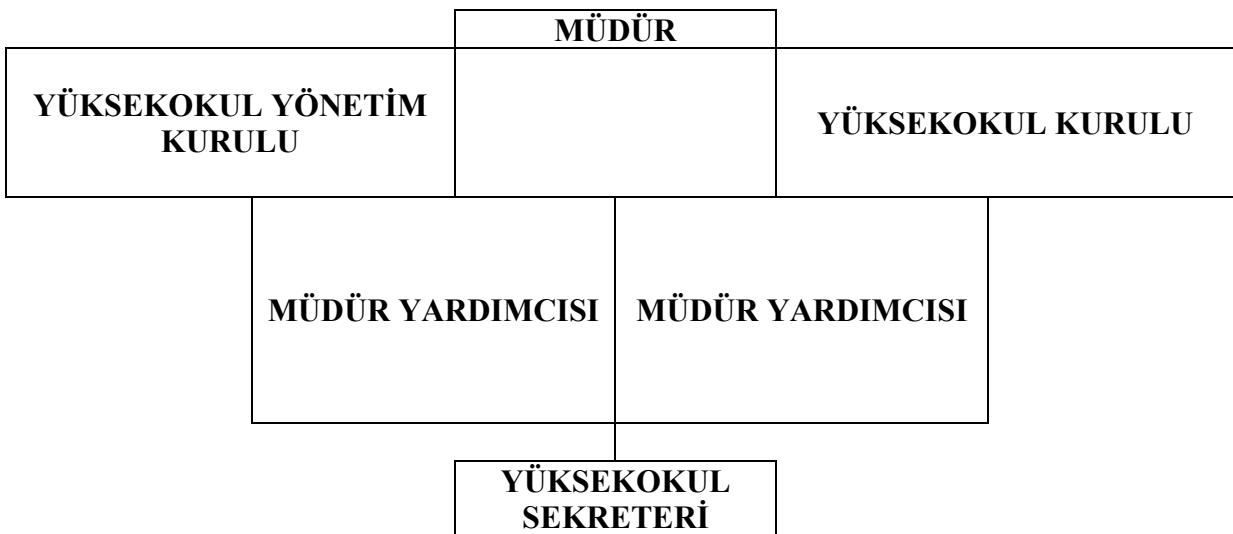 MÜDÜR
YÜKSEKOKUL YÖNETİM
KURULU
YÜKSEKOKUL KURULU
MÜDÜR YARDIMCISI
MÜDÜR YARDIMCISI
YÜKSEKOKUL
SEKRETERİ